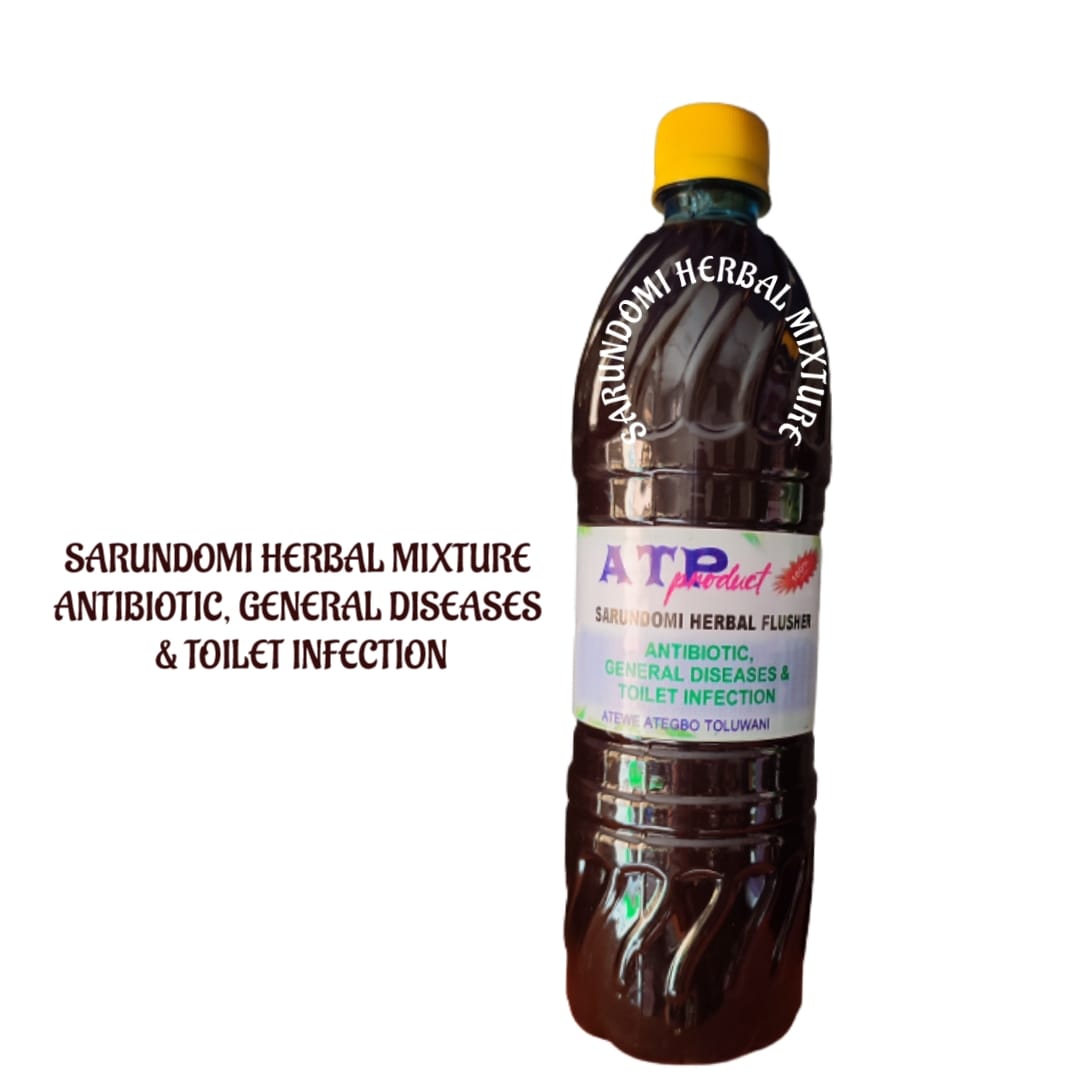 SARUNDOMI HERBAL MIXTURE
SARUNDOMI HERBAL MIXTURE
ANTIBIOTIC, GENERAL DISEASES
& TOILET INFECTION
ATP
product
SARUNDOMI HERBAL FLUSHER
ANTIBIOTIC,
GENERAL DISEASES &
TOILET INFECTION
ATEWE ATEGBO TOLUWANI